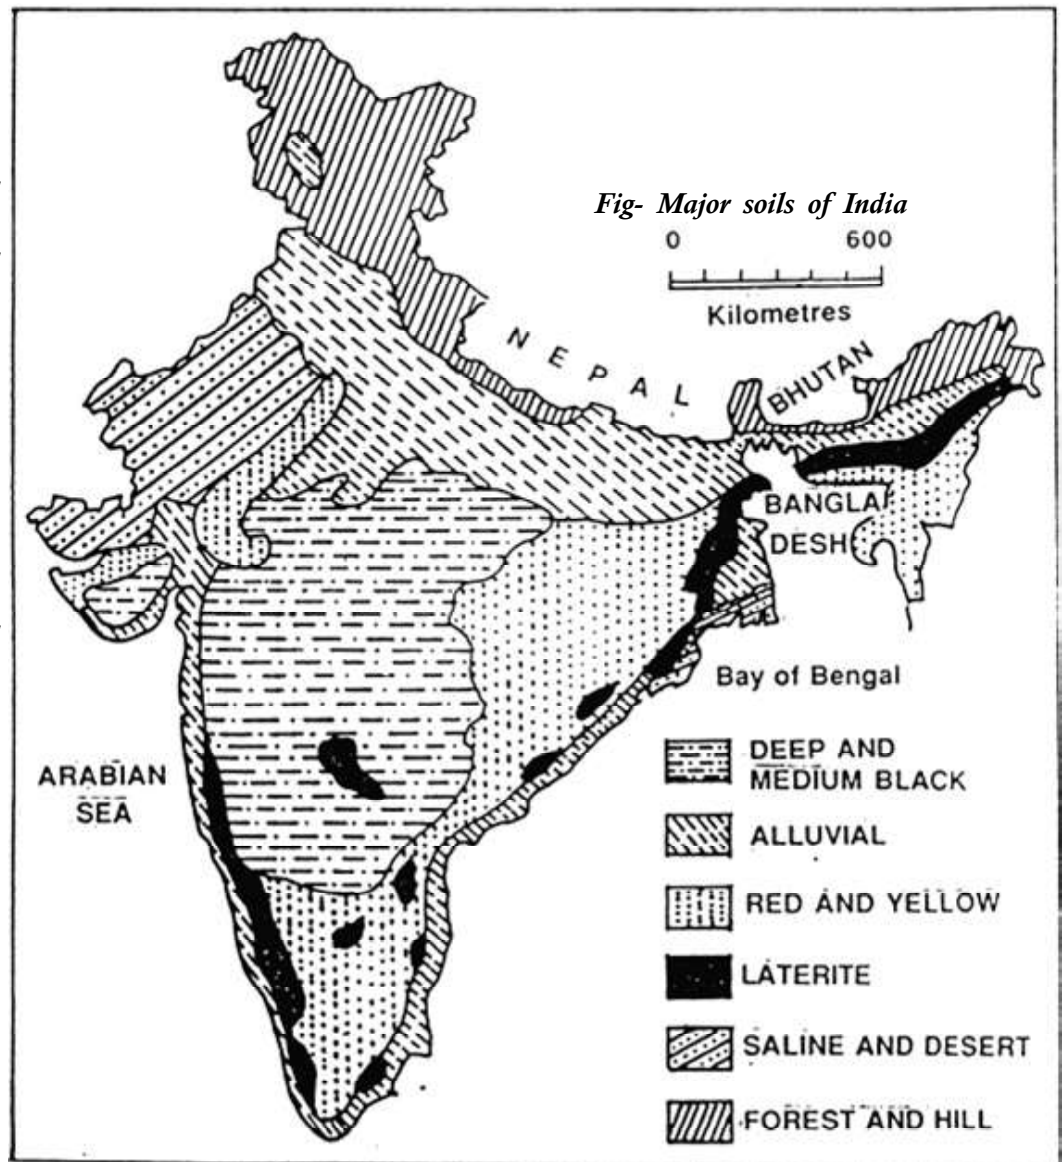 Fig- Major soils of India
0 600
Kilometres
NEPAL
BHUTAN
BANGLA
DESH
Bay of Bengal
ARABIAN
SEA
DEEP AND
MEDIUM BLACK
ALLUVIAL
RED AND YELLOW
LATERITE
SALINE AND DESERT
FOREST AND HILL